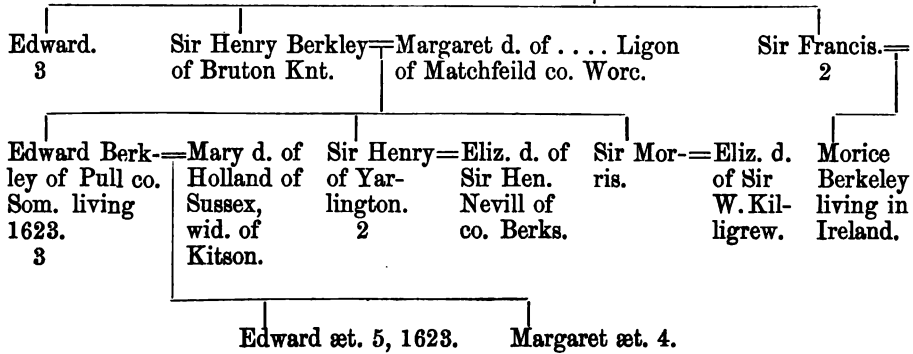 Edward.
3
Sir Henry Berkley=Margaret d. of .... Ligon
of Bruton Knt. of Matchfeild co. Worc.
Sir Francis.=
2
Edward Berk-=Mary d. of
ley of Pull co. Holland of
Som. living Sussex,
1623. wid. of
3 Kitson.
Sir Henry=Eliz. d. of
of Yar- Sir Hen.
lington. Nevill of
2 co. Berks.
Sir Mor-=Eliz. d.
ris. of Sir
W. Kil-
ligrew.
Morice
Berkeley
living in
Ireland.
Edward æt. 5, 1623. Margaret æt. 4.